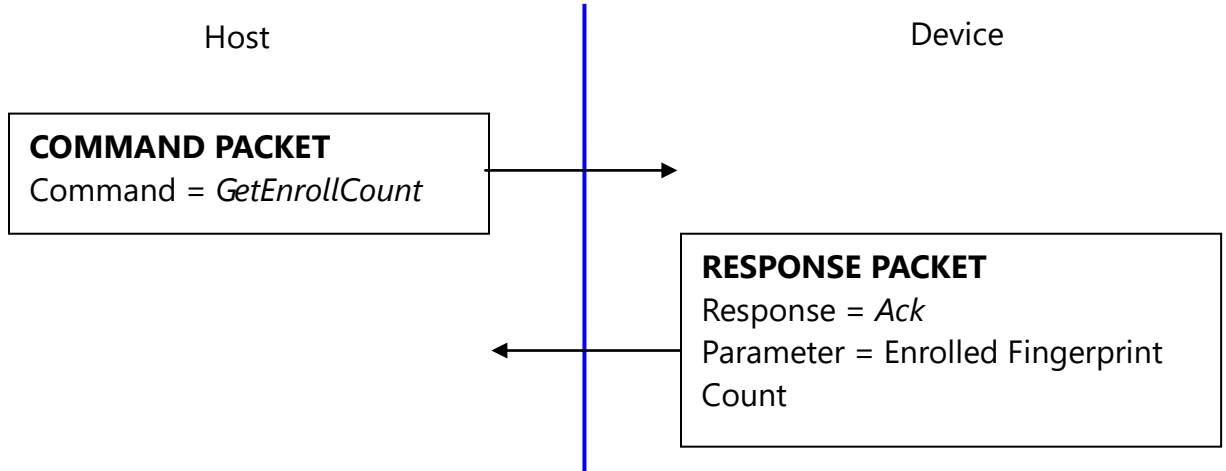 Host
Device
COMMAND PACKET
Command = GetEnrollCount
RESPONSE PACKET
Response = Ack
Parameter = Enrolled Fingerprint
Count